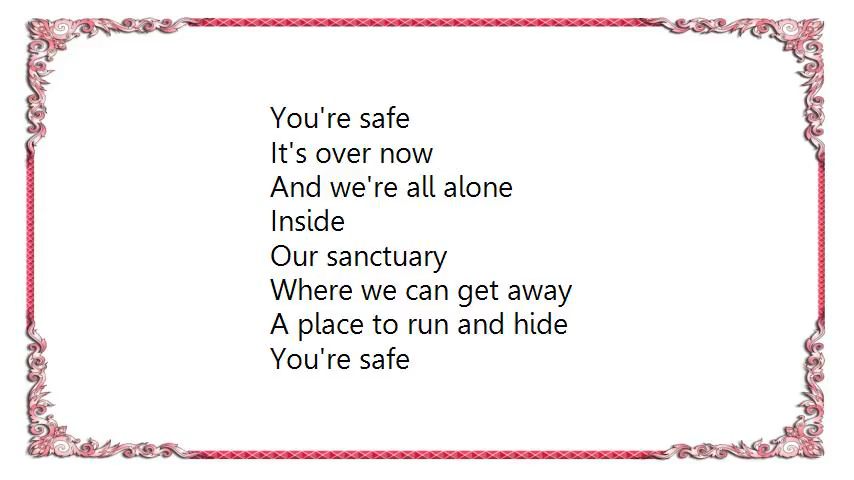 You're safe
It's over now
And we're all alone
Inside
Our sanctuary
Where we can get away
A place to run and hide
You're safe